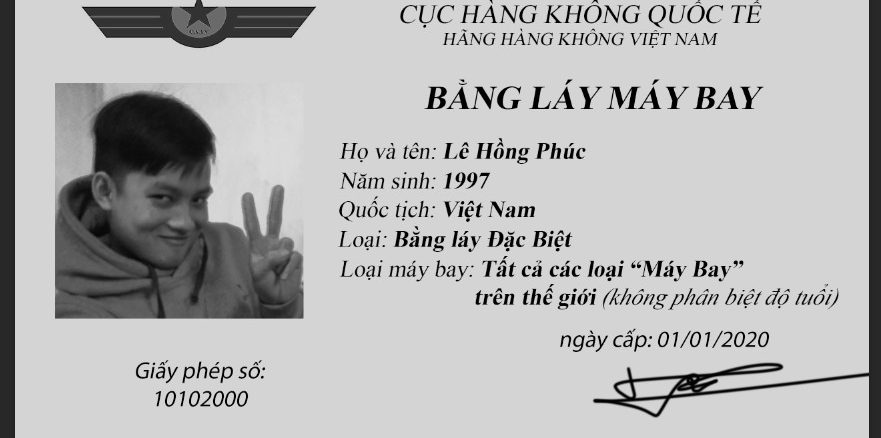 CỤC HÀNG KHÔNG QUỐC TẾ
HÃNG HÀNG KHÔNG VIỆT NAM
BẰNG LÁY MÁY BAY
Họ và tên: Lê Hồng Phúc
Năm sinh: 1997
Quốc tịch: Việt Nam
Loại: Bằng láy Đặc Biệt
Loại máy bay: Tất cả các loại “Máy Bay”
trên thế giới (không phân biệt độ tuổi)
ngày cấp: 01/01/2020
Giấy phép số:
10102000